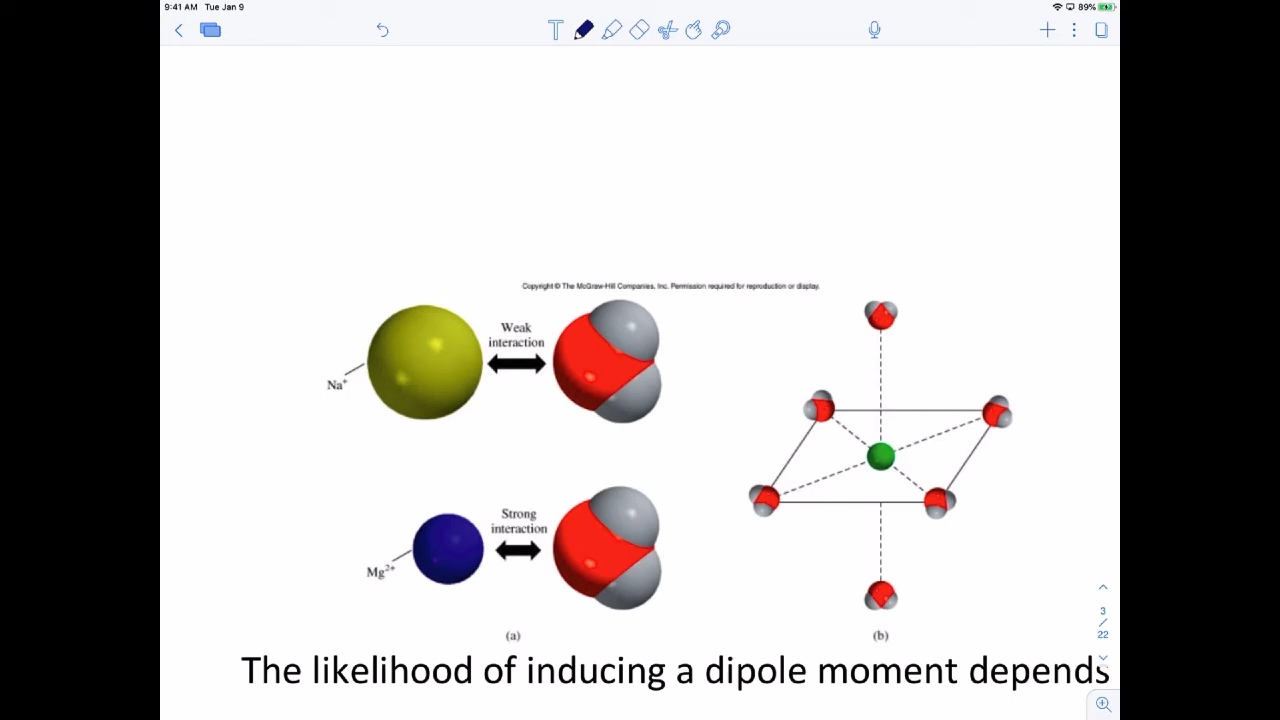 9:41 AM Tue Jan 9
89%
T
Copyright © The McGraw-Hill Companies, Inc. Permission required for reproduction or display.
Weak
interaction
Na⁺
Strong
interaction
Mg²⁺
3
/
22
(a)
(b)
The likelihood of inducing a dipole moment depends